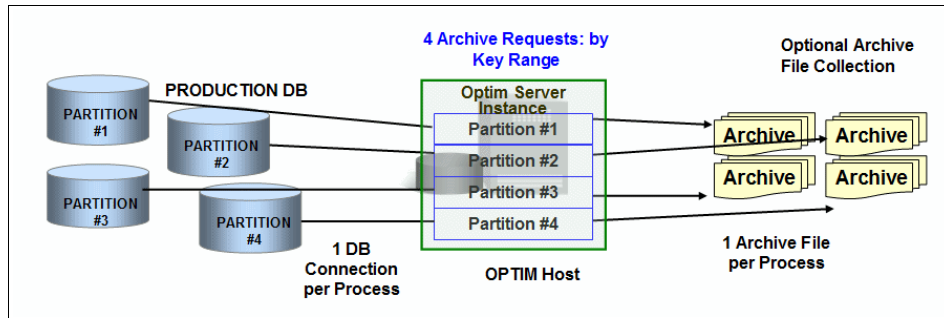 4 Archive Requests: by
Key Range
Optional Archive
File Collection
PRODUCTION DB
PARTITION
#1
PARTITION
#2
PARTITION
#3
PARTITION
#4
Optim Server
Instance
Partition #1
Partition #2
Partition #3
Partition #4
Archive
Archive
Archive
Archive
1 DB
Connection
per Process
OPTIM Host
1 Archive File
per Process